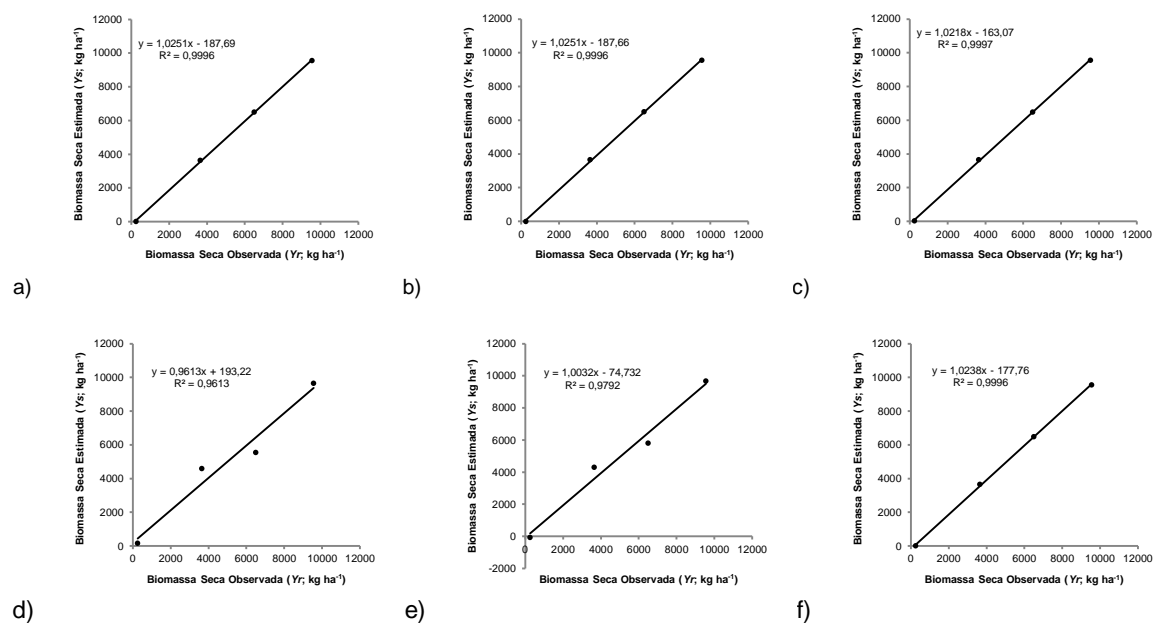 Biomassa Seca Estimada (Ys; kg ha-1)
12000
10000
8000
6000
4000
2000
0
y = 1,0251x - 187,69
R² = 0,9996
0 2000 4000 6000 8000 10000 12000
Biomassa Seca Observada (Yr; kg ha-1)
a)
Biomassa Seca Estimada (Ys; kg ha-1)
12000
10000
8000
6000
4000
2000
0
y = 1,0251x - 187,66
R² = 0,9996
0 2000 4000 6000 8000 10000 12000
Biomassa Seca Observada (Yr; kg ha-1)
b)
Biomassa Seca Estimada (Ys; kg ha-1)
12000
10000
8000
6000
4000
2000
0
y = 1,0218x - 163,07
R² = 0,9997
0 2000 4000 6000 8000 10000 12000
Biomassa Seca Observada (Yr; kg ha-1)
c)
Biomassa Seca Estimada (Ys; kg ha-1)
12000
10000
8000
6000
4000
2000
0
y = 0,9613x + 193,22
R² = 0,9613
0 2000 4000 6000 8000 10000 12000
Biomassa Seca Observada (Yr; kg ha-1)
d)
Biomassa Seca Estimada (Ys; kg ha-1)
12000
10000
8000
6000
4000
2000
0
-2000
y = 1,0032x - 74,732
R² = 0,9792
0 2000 4000 6000 8000 10000 12000
Biomassa Seca Observada (Yr; kg ha-1)
e)
Biomassa Seca Estimada (Ys; kg ha-1)
12000
10000
8000
6000
4000
2000
0
y = 1,0238x - 177,76
R² = 0,9996
0 2000 4000 6000 8000 10000 12000
Biomassa Seca Observada (Yr; kg ha-1)
f)